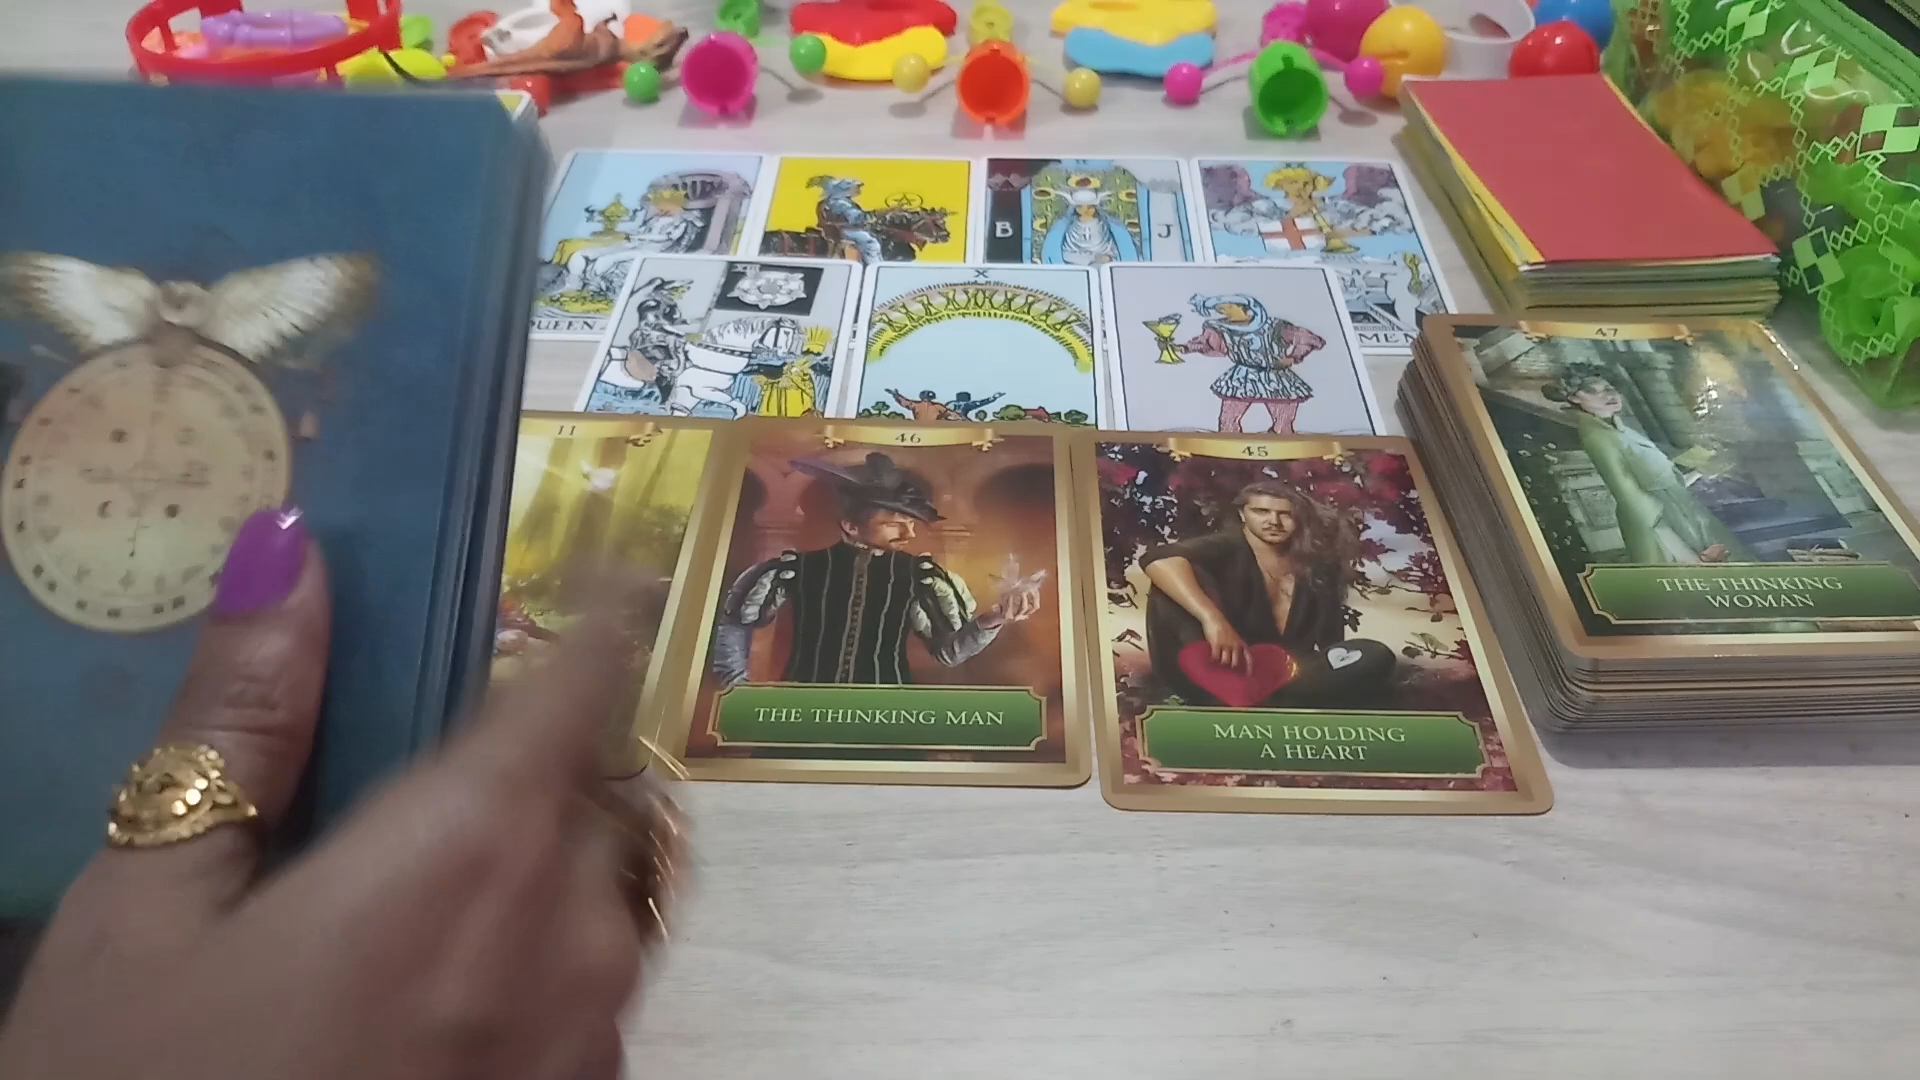 B J
QUEEN
MEN
X
47
THE THINKING
WOMAN
11
46
THE THINKING MAN
45
MAN HOLDING
A HEART